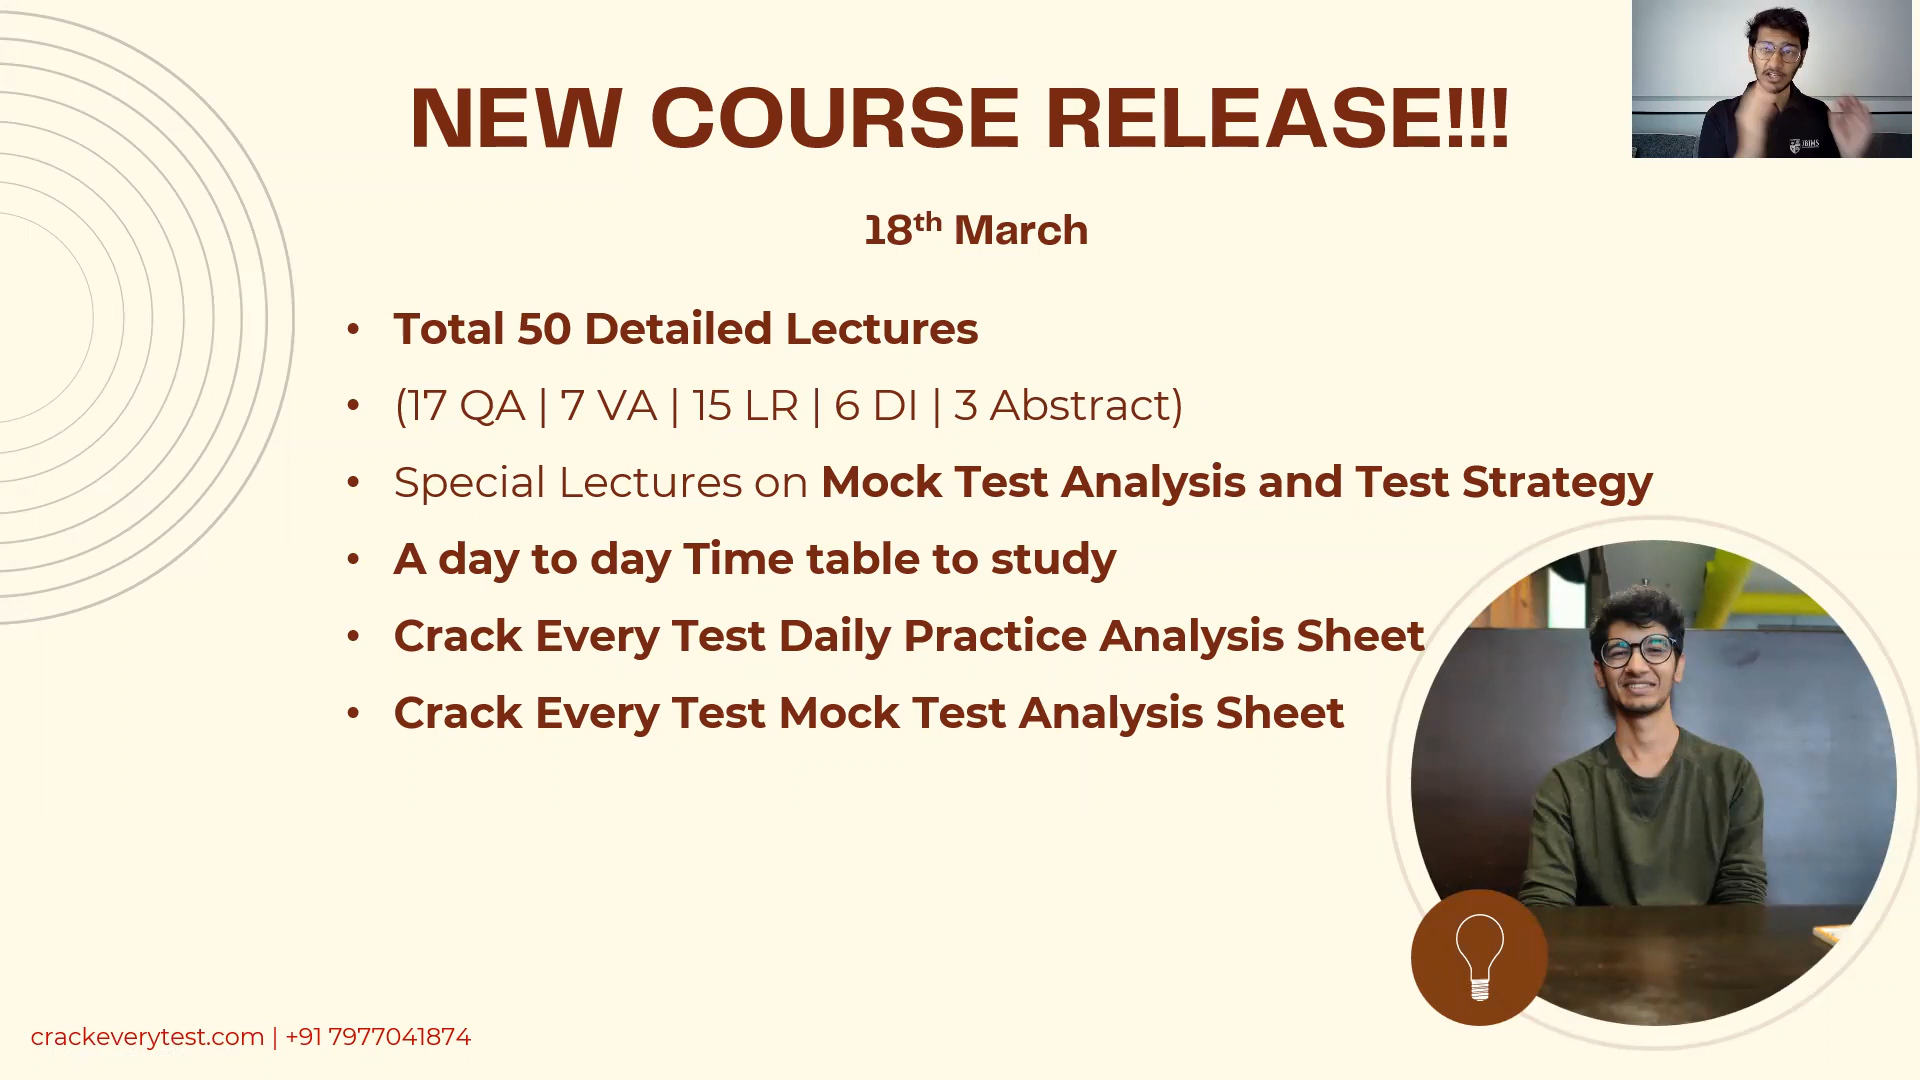 NEW COURSE RELEASE!!!
18th March
• Total 50 Detailed Lectures
• (17 QA | 7 VA | 15 LR | 6 DI | 3 Abstract)
• Special Lectures on Mock Test Analysis and Test Strategy
• A day to day Time table to study
• Crack Every Test Daily Practice Analysis Sheet
• Crack Every Test Mock Test Analysis Sheet
crackeverytest.com | +91 7977041874
JBIMS